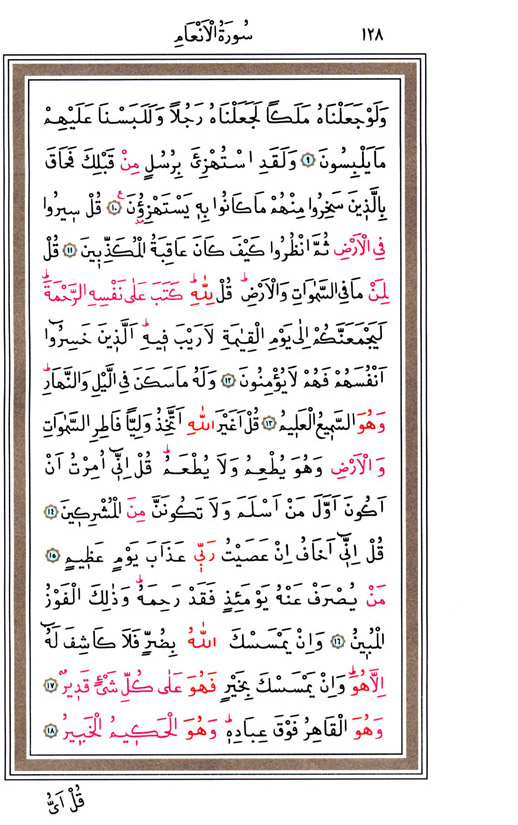 ١٢٨ سُورَةُ الْاَنْعَامِ
وَلَوْ جَعَلْنَاهُ مَلَكًا لَجَعَلْنَاهُ رَجُلًا وَلَلَبَسْنَا عَلَيْهِمْ
مَا يَلْبِسُونَ ﴿٩﴾ وَلَقَدِ اسْتُهْزِئَ بِرُسُلٍ مِنْ قَبْلِكَ فَحَاقَ
بِالَّذ۪ينَ سَخِرُوا مِنْهُمْ مَا كَانُوا بِه۪ يَسْتَهْزِؤُ۫نَ ﴿١٠﴾ قُلْ س۪يرُوا
فِي الْاَرْضِ ثُمَّ انْظُرُوا كَيْفَ كَانَ عَاقِبَةُ الْمُكَذِّب۪ينَ ﴿١١﴾ قُلْ
لِمَنْ مَا فِي السَّمٰوَاتِ وَالْاَرْضِۜ قُلْ لِلّٰهِۜ كَتَبَ عَلٰى نَفْسِهِ الرَّحْمَةَۜ
لَيَجْمَعَنَّكُمْ اِلٰى يَوْمِ الْقِيٰمَةِ لَا رَيْبَ ف۪يهِۜ اَلَّذ۪ينَ خَسِرُٓوا
اَنْفُسَهُمْ فَهُمْ لَا يُؤْمِنُونَ ﴿١٢﴾ وَلَهُ مَا سَكَنَ فِي الَّيْلِ وَالنَّهَارِۜ
وَهُوَ السَّم۪يعُ الْعَل۪يمُ ﴿١٣﴾ قُلْ اَغَيْرَ اللّٰهِ اَتَّخِذُ وَلِيًّا فَاطِرِ السَّمٰوَاتِ
وَالْاَرْضِ وَهُوَ يُطْعِمُ وَلَا يُطْعَمُۜ قُلْ اِنّ۪ٓي اُمِرْتُ اَنْ
اَكُونَ اَوَّلَ مَنْ اَسْلَمَ وَلَا تَكُونَنَّ مِنَ الْمُشْرِك۪ينَ ﴿١٤﴾
قُلْ اِنّ۪ٓي اَخَافُ اِنْ عَصَيْتُ رَبّ۪ي عَذَابَ يَوْمٍ عَظ۪يمٍ ﴿١٥﴾
مَنْ يُصْرَفْ عَنْهُ يَوْمَئِذٍ فَقَدْ رَحِمَهُۜ وَذٰلِكَ الْفَوْزُ
الْمُب۪ينُ ﴿١٦﴾ وَاِنْ يَمْسَسْكَ اللّٰهُ بِضُرٍّ فَلَا كَاشِفَ لَهُٓ
اِلَّا هُوَۜ وَاِنْ يَمْسَسْكَ بِخَيْرٍ فَهُوَ عَلٰى كُلِّ شَيْءٍ قَد۪يرٌ ﴿١٧﴾
وَهُوَ الْقَاهِرُ فَوْقَ عِبَادِه۪ۜ وَهُوَ الْحَك۪يمُ الْخَب۪يرُ ﴿١٨﴾
قُلْ اَيُّ